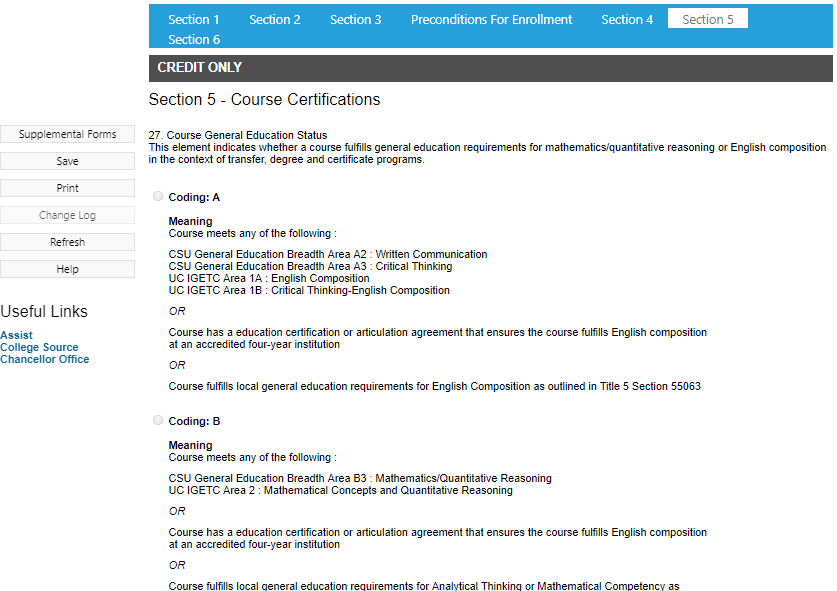 Section 1 Section 2 Section 3 Preconditions For Enrollment Section 4 Section 5
Section 6
CREDIT ONLY
Section 5 - Course Certifications
Supplemental Forms
Save
Print
Change Log
Refresh
Help
Useful Links
Assist
College Source
Chancellor Office
27. Course General Education Status
This element indicates whether a course fulfills general education requirements for mathematics/quantitative reasoning or English composition
in the context of transfer, degree and certificate programs.
Coding: A
Meaning
Course meets any of the following :
CSU General Education Breadth Area A2 : Written Communication
CSU General Education Breadth Area A3 : Critical Thinking
UC IGETC Area 1A : English Composition
UC IGETC Area 1B : Critical Thinking-English Composition
OR
Course has a education certification or articulation agreement that ensures the course fulfills English composition
at an accredited four-year institution
OR
Course fulfills local general education requirements for English Composition as outlined in Title 5 Section 55063
Coding: B
Meaning
Course meets any of the following :
CSU General Education Breadth Area B3 : Mathematics/Quantitative Reasoning
UC IGETC Area 2 : Mathematical Concepts and Quantitative Reasoning
OR
Course has a education certification or articulation agreement that ensures the course fulfills English composition
at an accredited four-year institution
OR
Course fulfills local general education requirements for Analytical Thinking or Mathematical Competency as